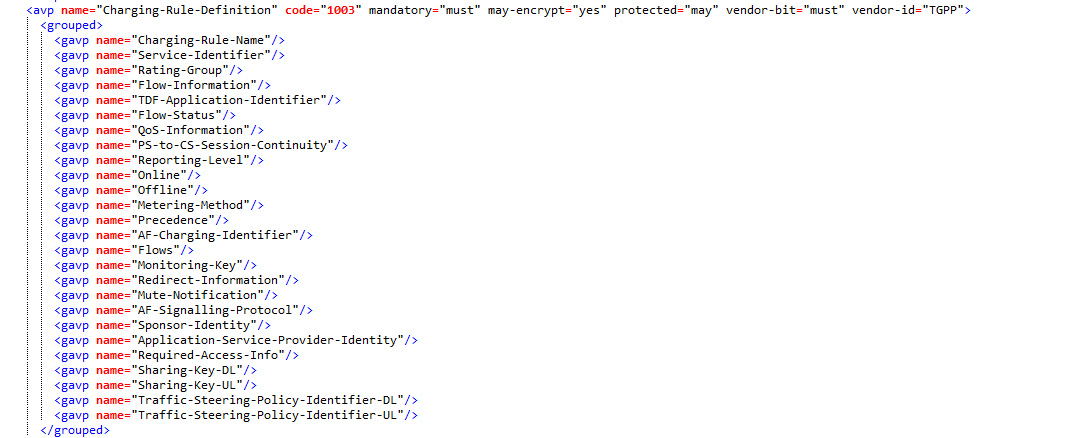 <avp name="Charging-Rule-Definition" code="1003" mandatory="must" may-encrypt="yes" protected="may" vendor-bit="must" vendor-id="TGPP">
<grouped>
<gavp name="Charging-Rule-Name"/>
<gavp name="Service-Identifier"/>
<gavp name="Rating-Group"/>
<gavp name="Flow-Information"/>
<gavp name="TDF-Application-Identifier"/>
<gavp name="Flow-Status"/>
<gavp name="QoS-Information"/>
<gavp name="PS-to-CS-Session-Continuity"/>
<gavp name="Reporting-Level"/>
<gavp name="Online"/>
<gavp name="Offline"/>
<gavp name="Metering-Method"/>
<gavp name="Precedence"/>
<gavp name="AF-Charging-Identifier"/>
<gavp name="Flows"/>
<gavp name="Monitoring-Key"/>
<gavp name="Redirect-Information"/>
<gavp name="Mute-Notification"/>
<gavp name="AF-Signalling-Protocol"/>
<gavp name="Sponsor-Identity"/>
<gavp name="Application-Service-Provider-Identity"/>
<gavp name="Required-Access-Info"/>
<gavp name="Sharing-Key-DL"/>
<gavp name="Sharing-Key-UL"/>
<gavp name="Traffic-Steering-Policy-Identifier-DL"/>
<gavp name="Traffic-Steering-Policy-Identifier-UL"/>
</grouped>